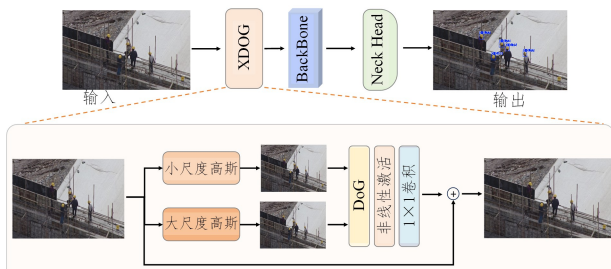 XDOG
BackBone
Neck Head
输入
输出
小尺度高斯
大尺度高斯
DoG
非线性激活
1×1卷积